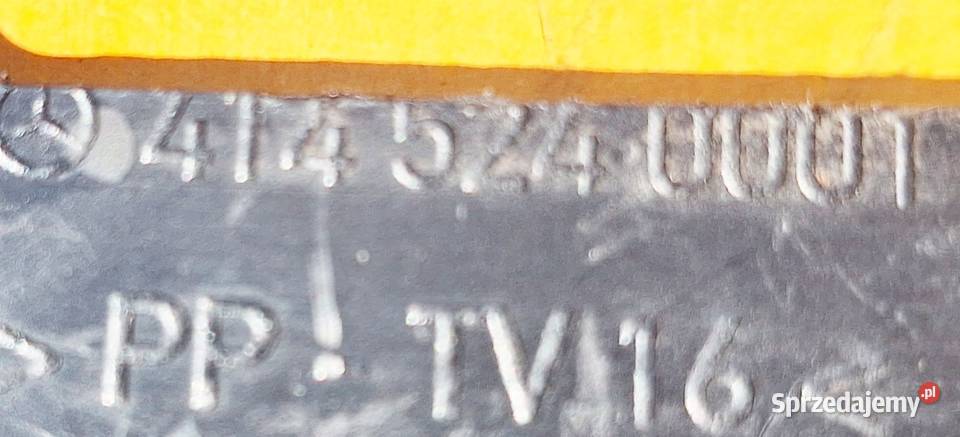 414 524 0001
>PP-TV16<
Sprzedajemy.pl